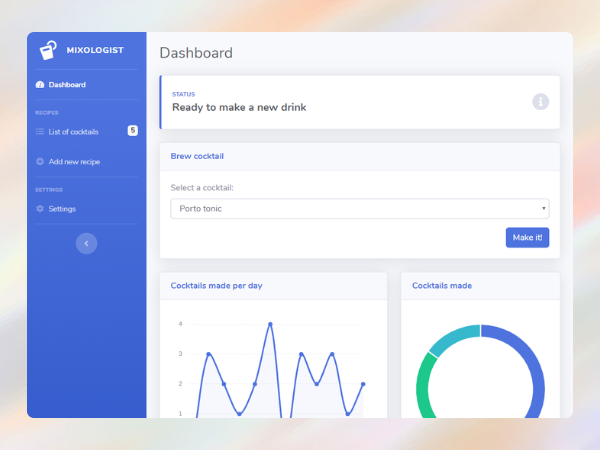 MIXOLOGIST
Dashboard
RECIPES
List of cocktails 5
Add new recipe
SETTINGS
Settings
Dashboard
STATUS
Ready to make a new drink
Brew cocktail
Select a cocktail:
Porto tonic
Make it!
Cocktails made per day
4
3
2
1
Cocktails made